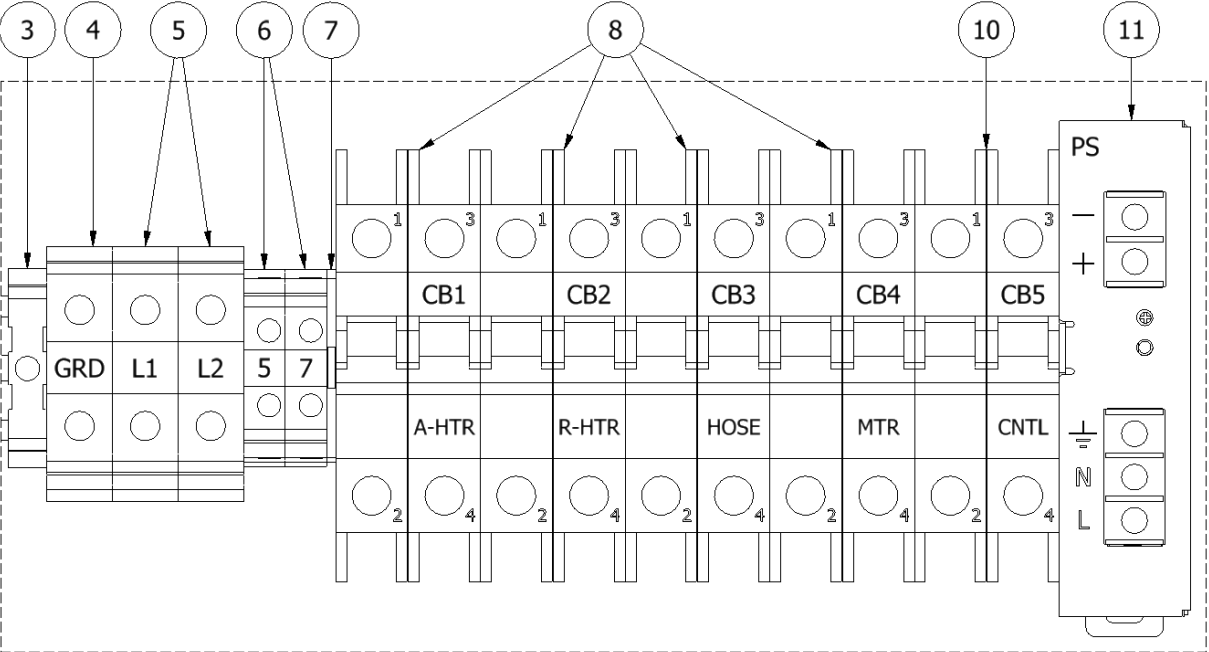 3 4 5 6 7 8 10 11
PS
1 3 1 3 1 3 1 3 1 3
−
+
CB1 CB2 CB3 CB4 CB5
GRD L1 L2 5 7
A-HTR R-HTR HOSE MTR CNTL
N
2 4 2 4 2 4 2 4 2 4
L